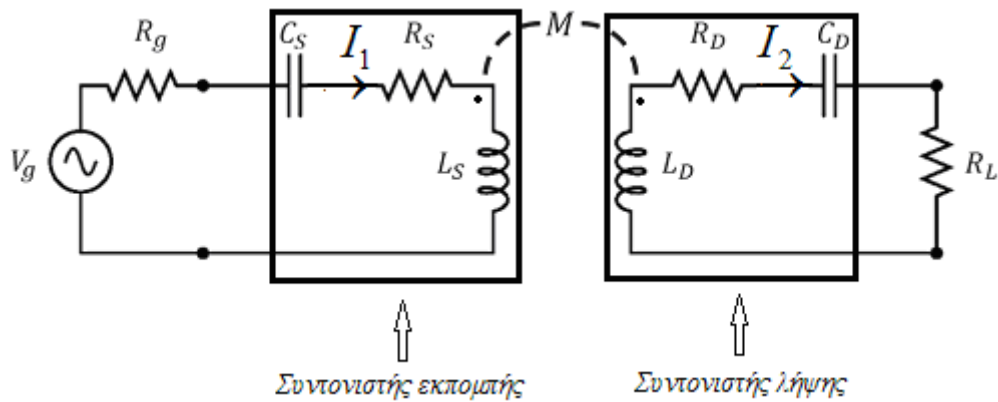 R_g
C_S
I_1
R_S
M
R_D
I_2
C_D
V_g
L_S
L_D
R_L
Συντονιστής εκπομπής
Συντονιστής λήψης